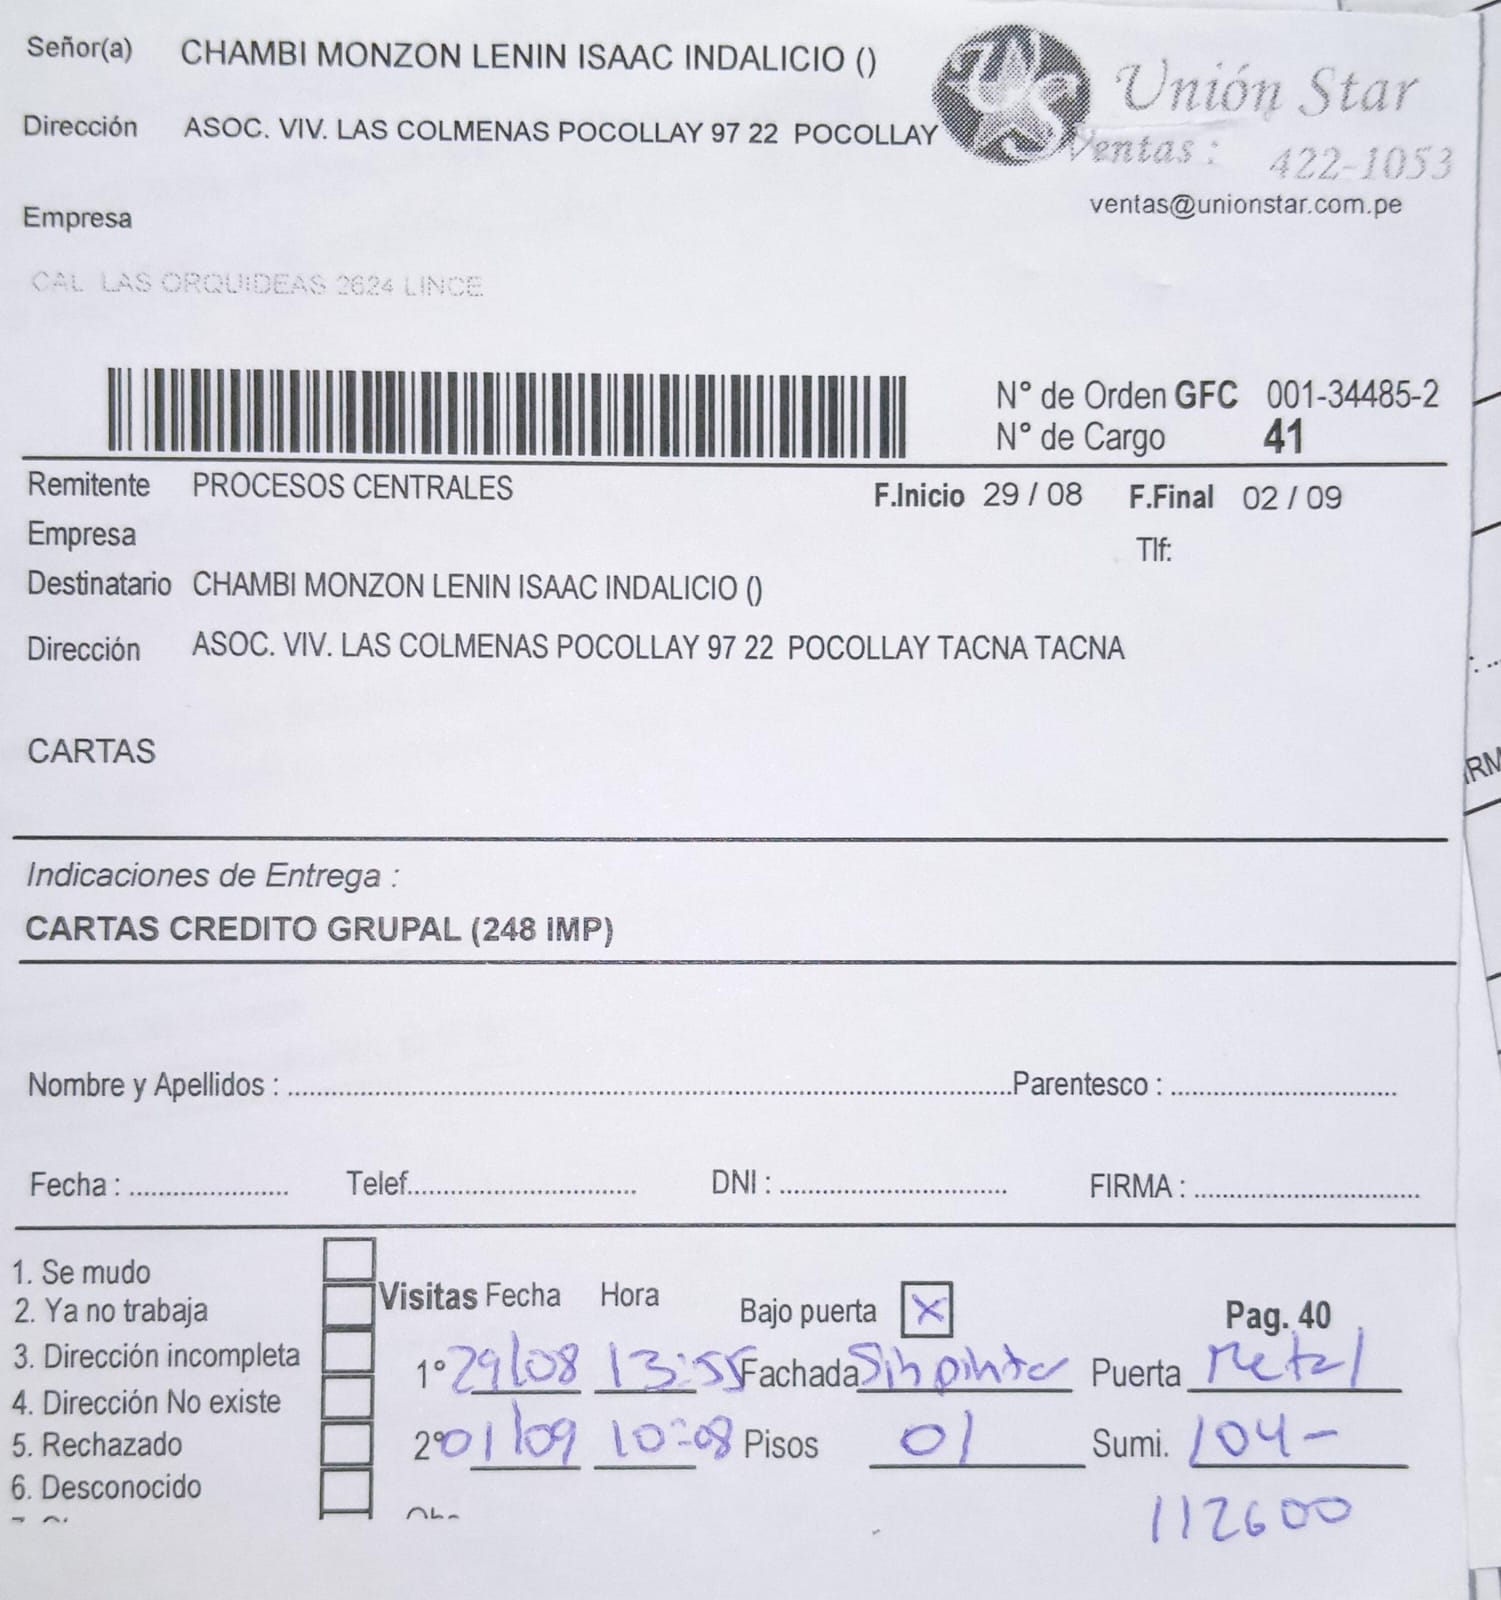 Señor(a) CHAMBI MONZON LENIN ISAAC INDALICIO ()
Unión Star
Dirección ASOC. VIV. LAS COLMENAS POCOLLAY 97 22 POCOLLAY
Ventas : 422-1053
ventas@unionstar.com.pe
Empresa
CAL LAS ORQUIDEAS 2624 LINCE
N° de Orden GFC 001-34485-2
N° de Cargo 41
Remitente PROCESOS CENTRALES
F.Inicio 29 / 08 F.Final 02 / 09
Empresa
Tlf:
Destinatario CHAMBI MONZON LENIN ISAAC INDALICIO ()
Dirección ASOC. VIV. LAS COLMENAS POCOLLAY 97 22 POCOLLAY TACNA TACNA
CARTAS
Indicaciones de Entrega :
CARTAS CREDITO GRUPAL (248 IMP)
Nombre y Apellidos : Parentesco :
Fecha : Telef. DNI : FIRMA :
1. Se mudo
2. Ya no trabaja
3. Dirección incompleta
4. Dirección No existe
5. Rechazado
6. Desconocido
Visitas Fecha Hora Bajo puerta X Pag. 40
1° 29/08 13:55 Fachada Sin pintar Puerta Metal
2° 01/09 10:08 Pisos 01 Sumi. 104-
112600